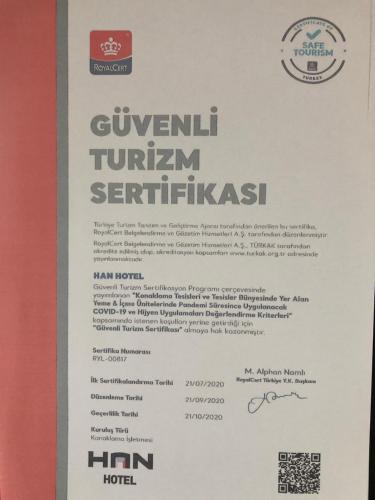 ROYALCERT
CERTIFICATE OF
SAFE
TOURISM
TURKEY
GÜVENLİ
TURİZM
SERTİFİKASI
Türkiye Turizm Tanıtım ve Geliştirme Ajansı tarafından önerilen bu sertifika,
RoyalCert Belgelendirme ve Gözetim Hizmetleri A.Ş. tarafından düzenlenmiştir.
RoyalCert Belgelendirme ve Gözetim Hizmetleri A.Ş., TÜRKAK tarafından
akredite edilmiş olup, akreditasyon kapsamları www.turkak.org.tr adresinde
yayınlanmaktadır.
HAN HOTEL
Güvenli Turizm Sertifikasyon Programı çerçevesinde
yayımlanan "Konaklama Tesisleri ve Tesisler Bünyesinde Yer Alan
Yeme & İçme Ünitelerinde Pandemi Süresince Uygulanacak
COVID-19 ve Hijyen Uygulamaları Değerlendirme Kriterleri"
kapsamında istenen koşulları yerine getirdiği için
"Güvenli Turizm Sertifikası" almaya hak kazanmıştır.
Sertifika Numarası
RYL-00817
M. Alphan Namlı
RoyalCert Türkiye Y.K. Başkanı
İlk Sertifikalandırma Tarihi 21/07/2020
Düzenleme Tarihi 21/09/2020
Geçerlilik Tarihi 21/10/2020
Kuruluş Türü
Konaklama İşletmesi
HAN
HOTEL